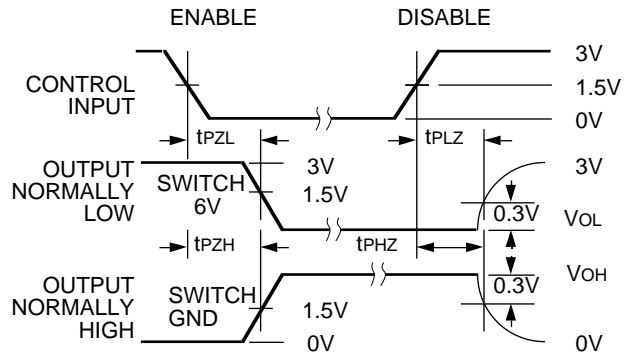 ENABLE DISABLE
3V
CONTROL INPUT 1.5V
0V
tPZL tPLZ
OUTPUT NORMALLY LOW
SWITCH 6V
3V
1.5V
3V
0.3V VOL
tPZH tPHZ
OUTPUT NORMALLY HIGH
SWITCH GND
1.5V
0V
VOH
0.3V
0V